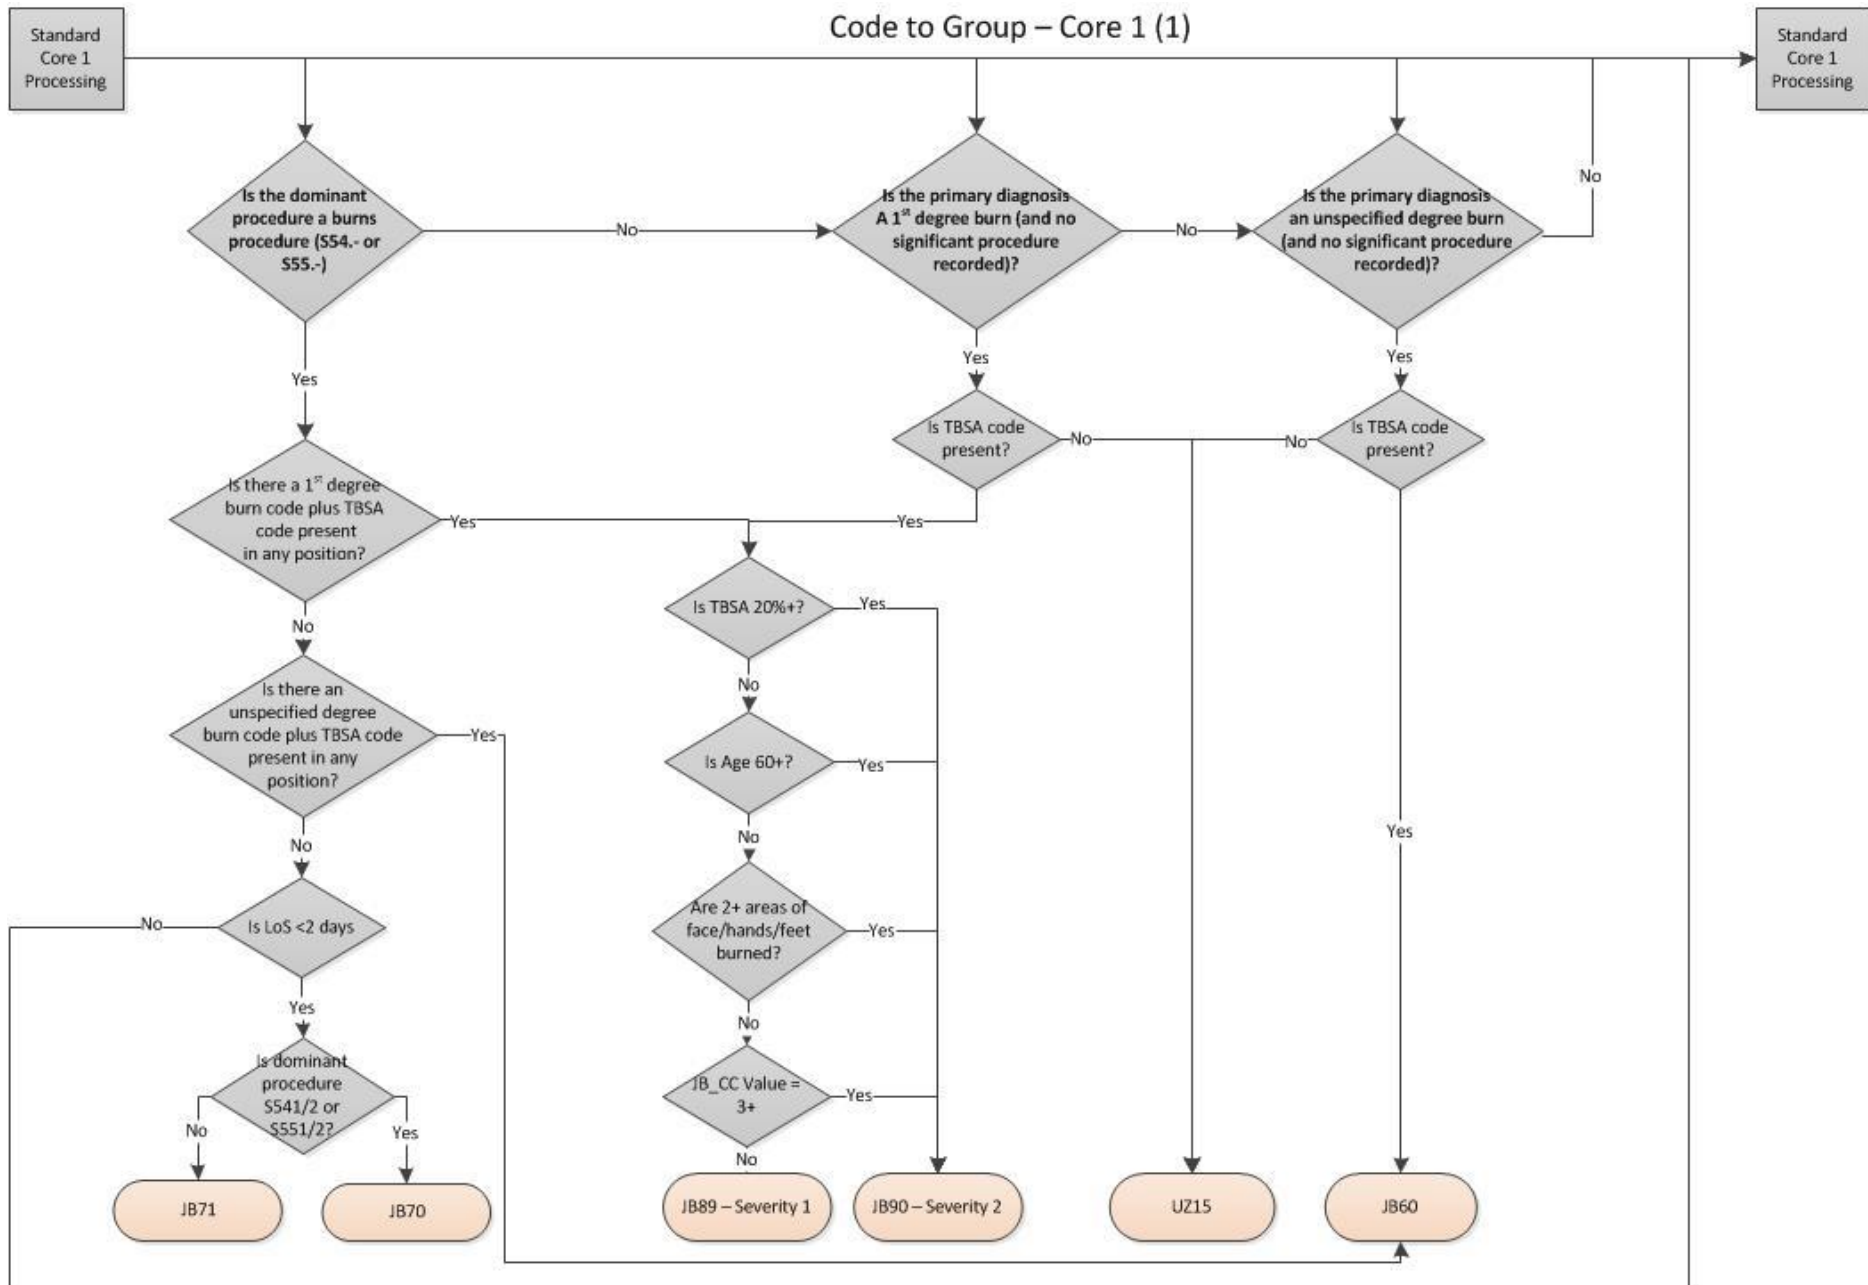 Code to Group – Core 1 (1)
Standard
Core 1
Processing
Standard
Core 1
Processing
Is the dominant
procedure a burns
procedure (S54.- or
S55.-)
No
Is the primary diagnosis
A 1st degree burn (and no
significant procedure
recorded)?
No
Is the primary diagnosis
an unspecified degree burn
(and no significant procedure
recorded)?
No
Yes
Yes
Yes
Is TBSA code
present?
No
No
Is TBSA code
present?
Is there a 1st degree
burn code plus TBSA
code present
in any position?
Yes
Yes
Is TBSA 20%+?
Yes
No
No
Is there an
unspecified degree
burn code plus TBSA code
present in any
position?
Yes
Is Age 60+?
Yes
No
No
Yes
Is LoS <2 days
No
Are 2+ areas of
face/hands/feet
burned?
Yes
Yes
No
Is dominant
procedure
S541/2 or
S551/2?
No
Yes
JB_CC Value =
3+
Yes
No
JB71
JB70
JB89 – Severity 1
JB90 – Severity 2
UZ15
JB60